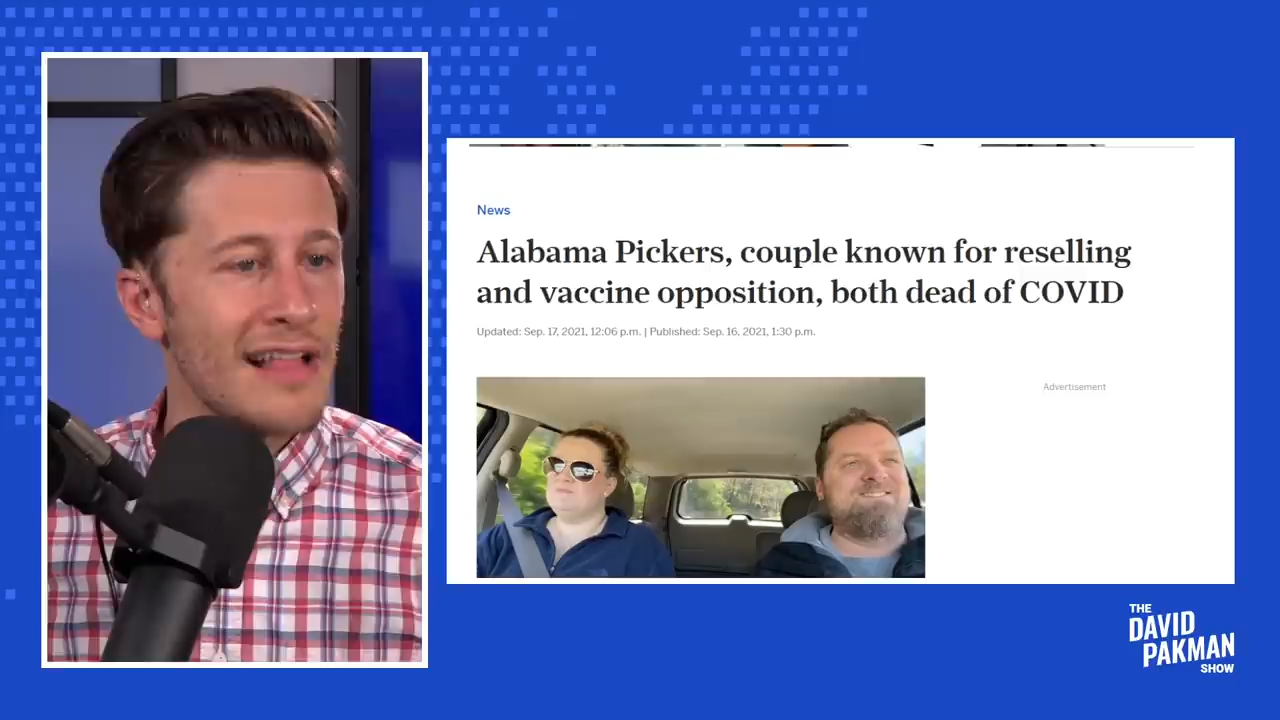 News
Alabama Pickers, couple known for reselling
and vaccine opposition, both dead of COVID
Updated: Sep. 17, 2021, 12:06 p.m. | Published: Sep. 16, 2021, 1:30 p.m.
Advertisement
THE
DAVID
PAKMAN
SHOW